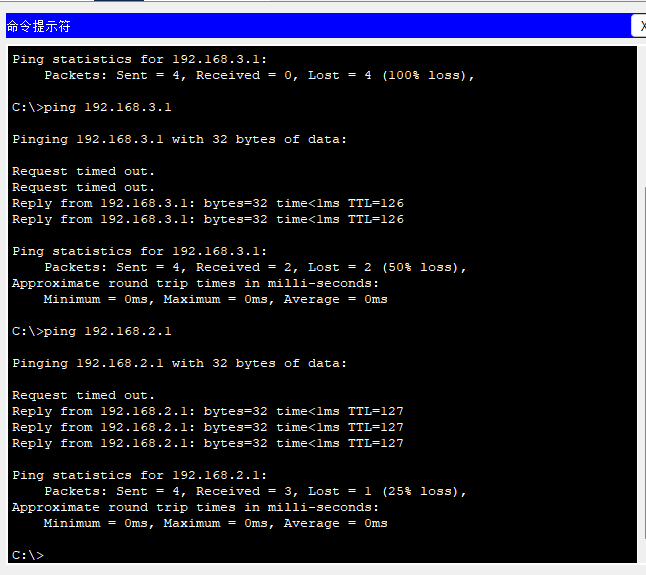 命令提示符
X
Ping statistics for 192.168.3.1:
    Packets: Sent = 4, Received = 0, Lost = 4 (100% loss),
C:\>ping 192.168.3.1
Pinging 192.168.3.1 with 32 bytes of data:
Request timed out.
Request timed out.
Reply from 192.168.3.1: bytes=32 time<1ms TTL=126
Reply from 192.168.3.1: bytes=32 time<1ms TTL=126
Ping statistics for 192.168.3.1:
    Packets: Sent = 4, Received = 2, Lost = 2 (50% loss),
Approximate round trip times in milli-seconds:
    Minimum = 0ms, Maximum = 0ms, Average = 0ms
C:\>ping 192.168.2.1
Pinging 192.168.2.1 with 32 bytes of data:
Request timed out.
Reply from 192.168.2.1: bytes=32 time<1ms TTL=127
Reply from 192.168.2.1: bytes=32 time<1ms TTL=127
Reply from 192.168.2.1: bytes=32 time<1ms TTL=127
Ping statistics for 192.168.2.1:
    Packets: Sent = 4, Received = 3, Lost = 1 (25% loss),
Approximate round trip times in milli-seconds:
    Minimum = 0ms, Maximum = 0ms, Average = 0ms
C:\>